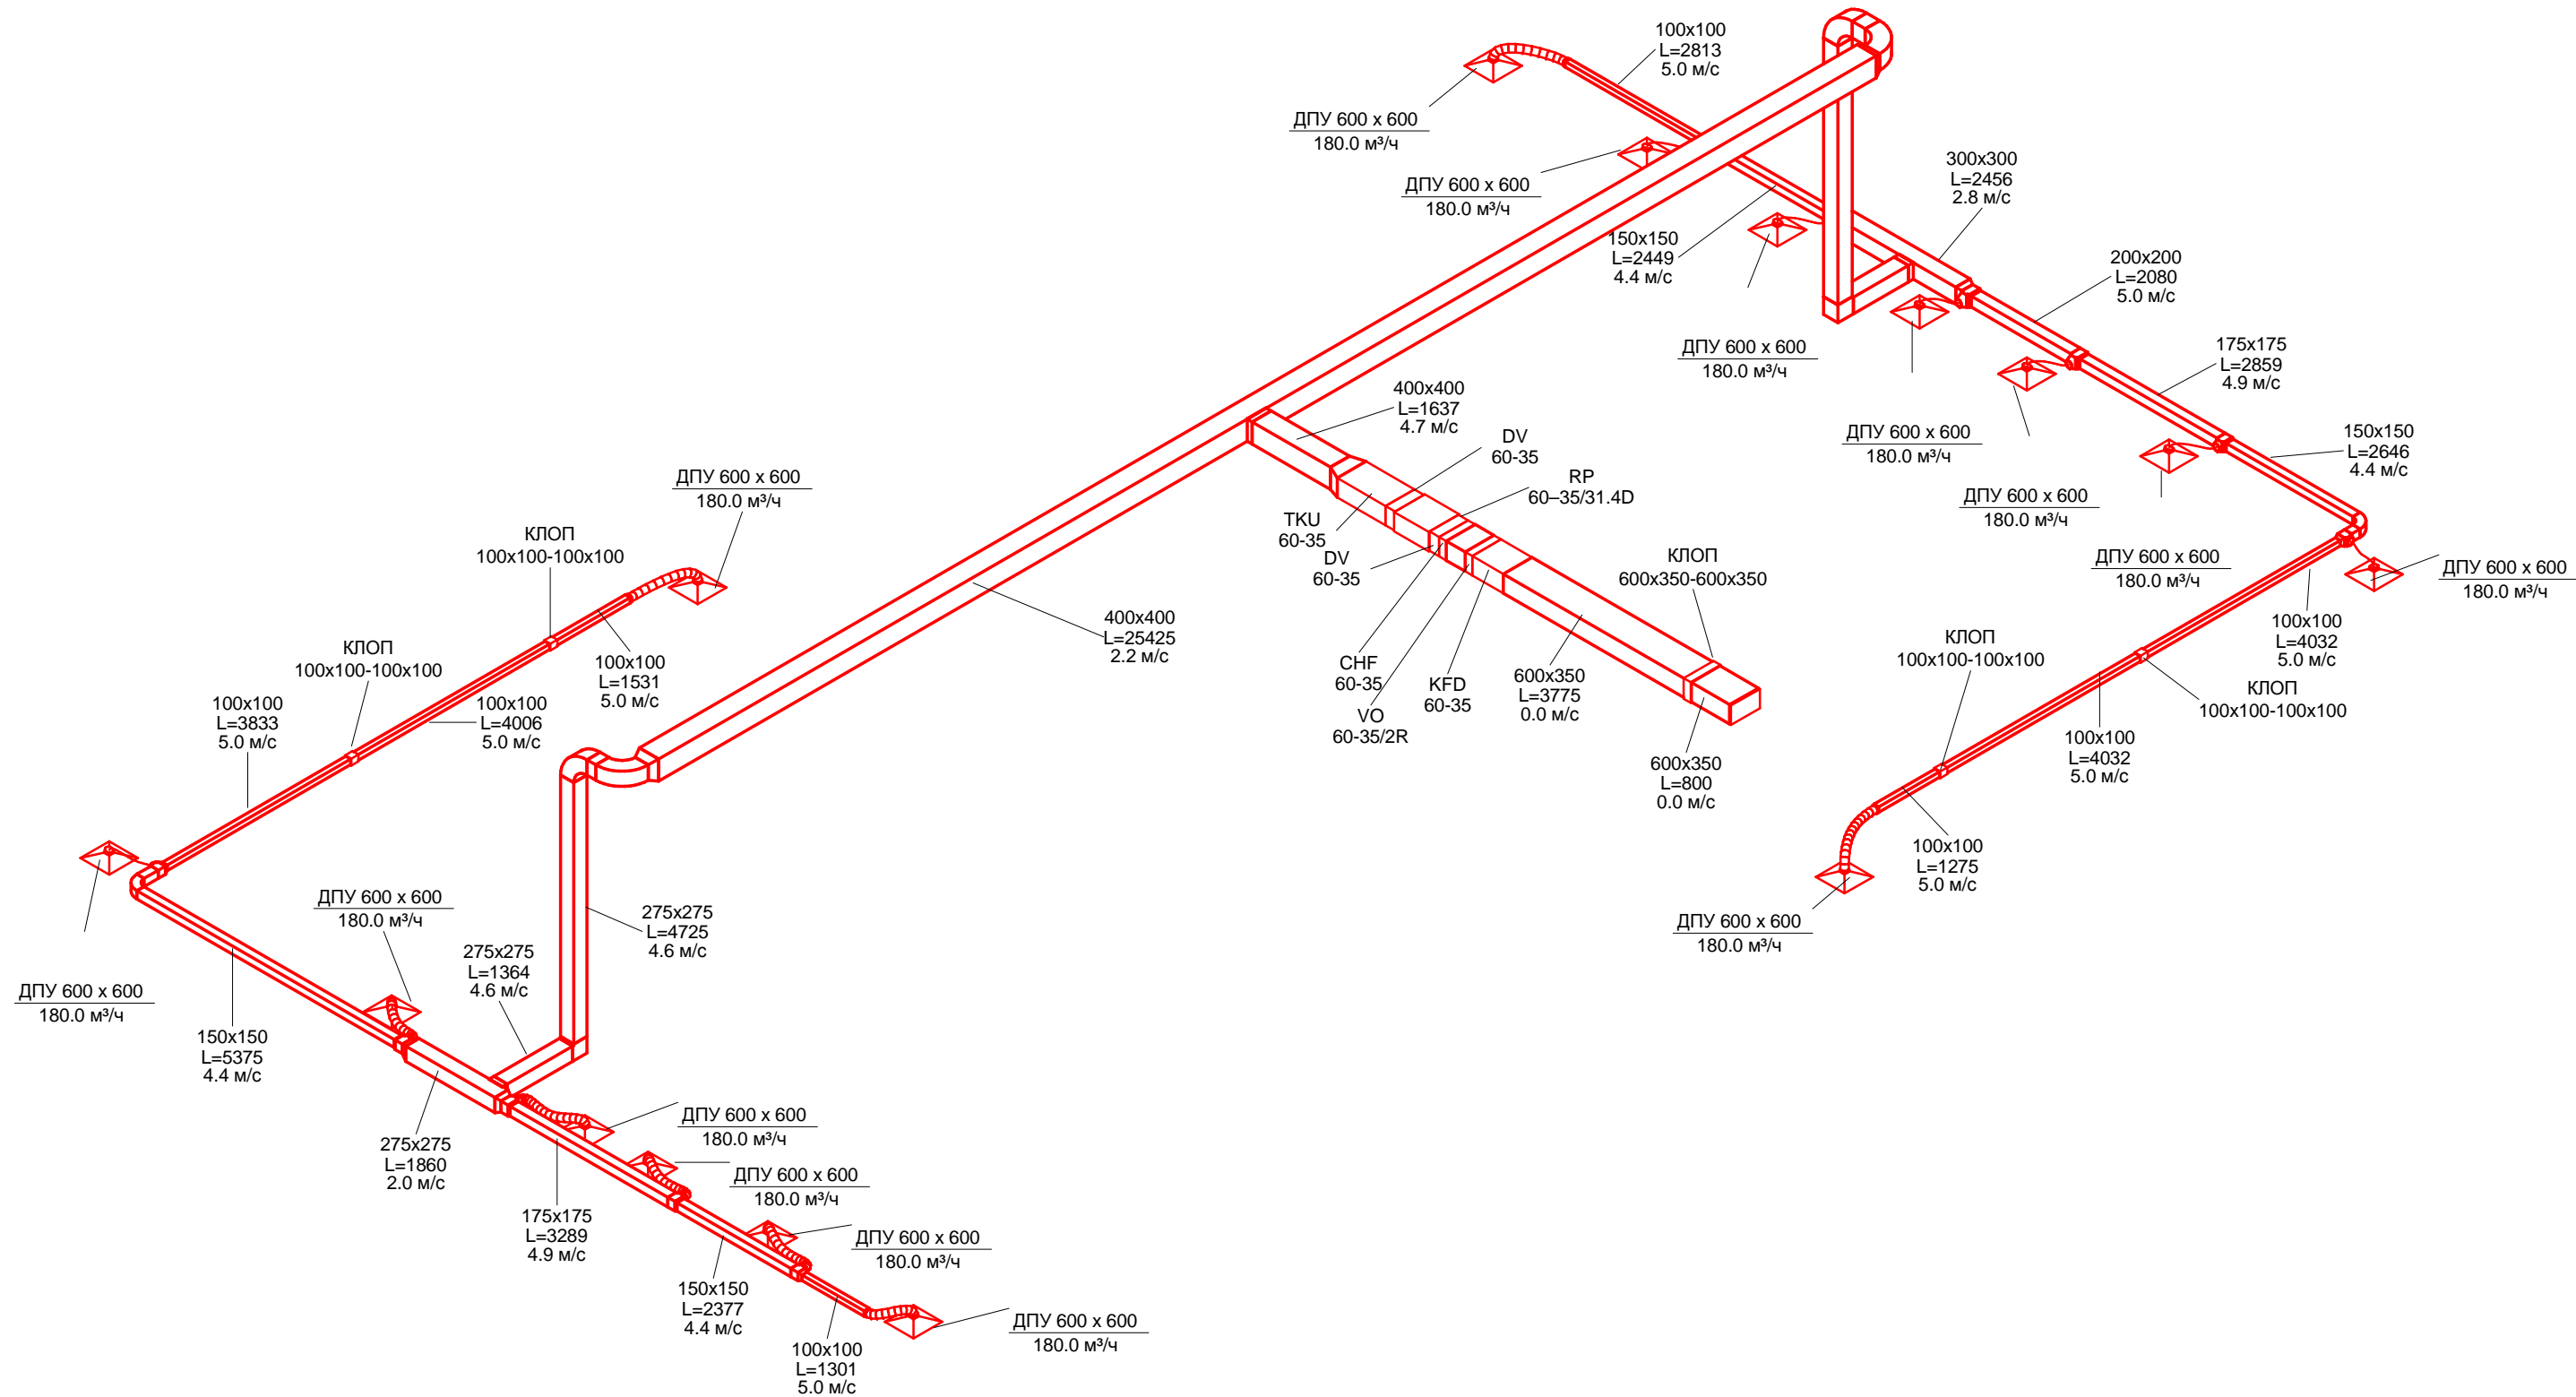 100x100
L=2813
5.0 м/с
ДПУ 600 x 600
180.0 м³/ч
ДПУ 600 x 600
180.0 м³/ч
300x300
L=2456
2.8 м/с
150x150
L=2449
4.4 м/с
200x200
L=2080
5.0 м/с
ДПУ 600 x 600
180.0 м³/ч
175x175
L=2859
4.9 м/с
400x400
L=1637
4.7 м/с
DV
60-35
ДПУ 600 x 600
180.0 м³/ч
150x150
L=2646
4.4 м/с
RP
60–35/31.4D
ДПУ 600 x 600
180.0 м³/ч
ДПУ 600 x 600
180.0 м³/ч
TKU
60-35
DV
60-35
КЛОП
100x100-100x100
КЛОП
600x350-600x350
ДПУ 600 x 600
180.0 м³/ч
ДПУ 600 x 600
180.0 м³/ч
400x400
L=25425
2.2 м/с
100x100
L=4032
5.0 м/с
КЛОП
100x100-100x100
КЛОП
100x100-100x100
100x100
L=1531
5.0 м/с
CHF
60-35
KFD
60-35
600x350
L=3775
0.0 м/с
КЛОП
100x100-100x100
100x100
L=3833
5.0 м/с
100x100
L=4006
5.0 м/с
VO
60-35/2R
100x100
L=4032
5.0 м/с
600x350
L=800
0.0 м/с
100x100
L=1275
5.0 м/с
ДПУ 600 x 600
180.0 м³/ч
275x275
L=4725
4.6 м/с
ДПУ 600 x 600
180.0 м³/ч
275x275
L=1364
4.6 м/с
ДПУ 600 x 600
180.0 м³/ч
150x150
L=5375
4.4 м/с
ДПУ 600 x 600
180.0 м³/ч
275x275
L=1860
2.0 м/с
ДПУ 600 x 600
180.0 м³/ч
175x175
L=3289
4.9 м/с
ДПУ 600 x 600
180.0 м³/ч
150x150
L=2377
4.4 м/с
ДПУ 600 x 600
180.0 м³/ч
100x100
L=1301
5.0 м/с